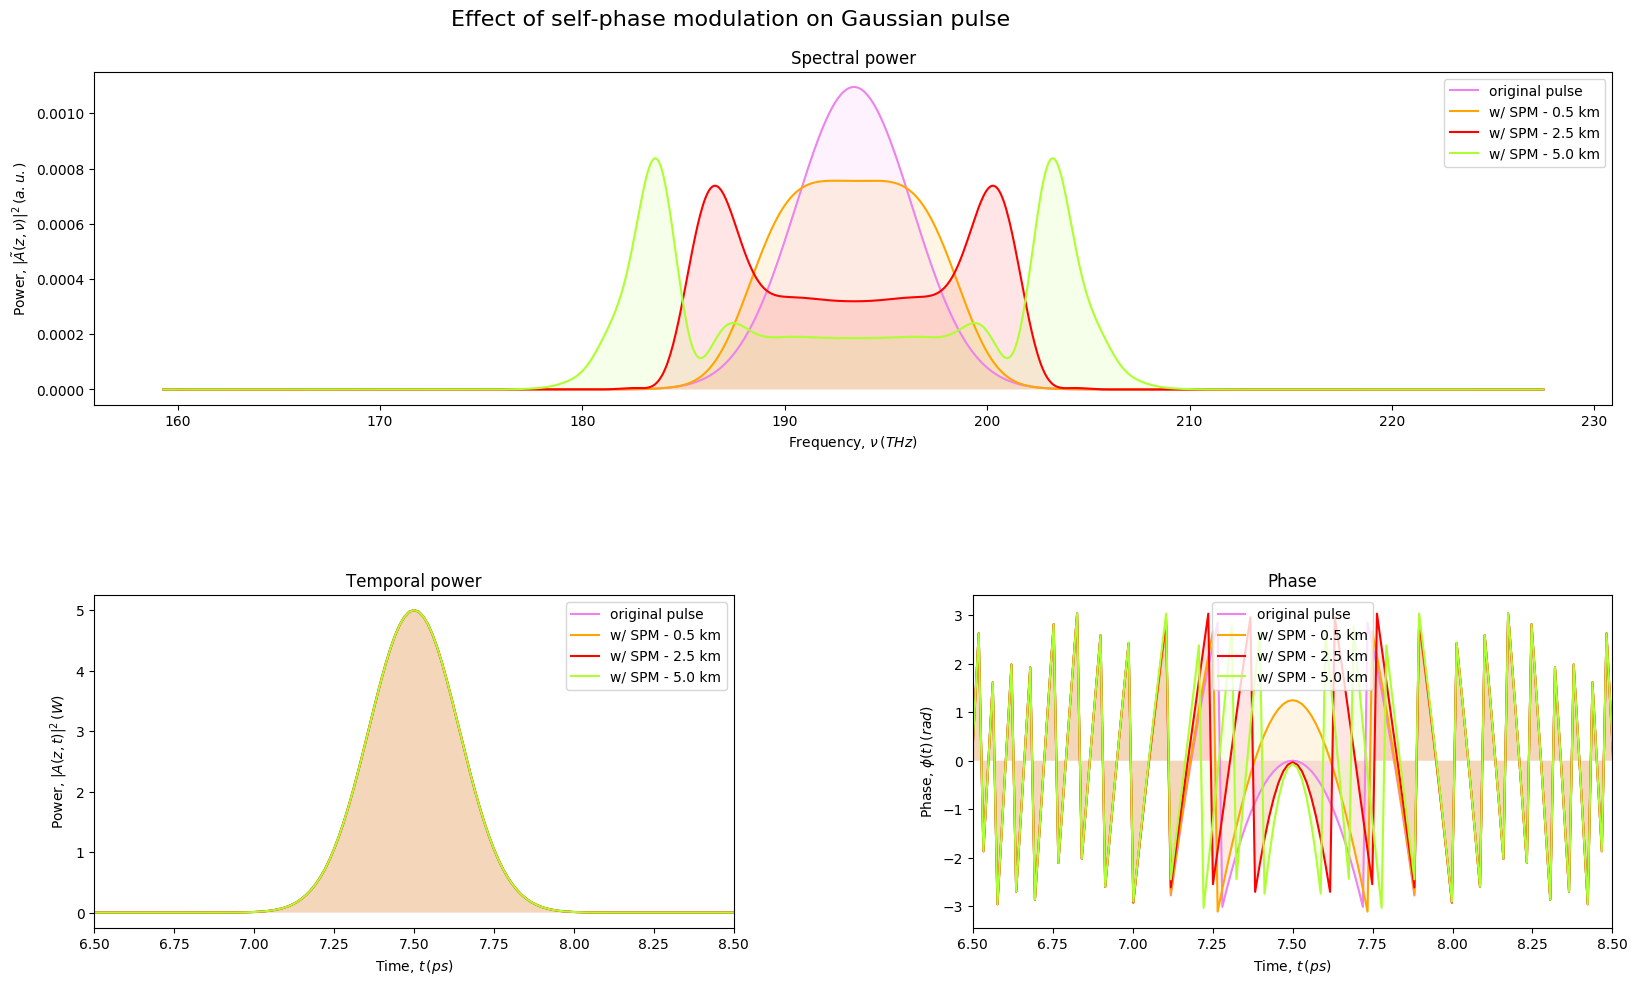 Effect of self-phase modulation on Gaussian pulse
Spectral power
Power, |Ã(z, ν)|² (a. u.)
0.0010
0.0008
0.0006
0.0004
0.0002
0.0000
original pulse
w/ SPM - 0.5 km
w/ SPM - 2.5 km
w/ SPM - 5.0 km
160 170 180 190 200 210 220 230
Frequency, ν (THz)
Temporal power
Power, |A(z, t)|² (W)
5
4
3
2
1
0
original pulse
w/ SPM - 0.5 km
w/ SPM - 2.5 km
w/ SPM - 5.0 km
6.50 6.75 7.00 7.25 7.50 7.75 8.00 8.25 8.50
Time, t (ps)
Phase
Phase, ϕ(t) (rad)
3
2
1
0
−1
−2
−3
original pulse
w/ SPM - 0.5 km
w/ SPM - 2.5 km
w/ SPM - 5.0 km
6.50 6.75 7.00 7.25 7.50 7.75 8.00 8.25 8.50
Time, t (ps)